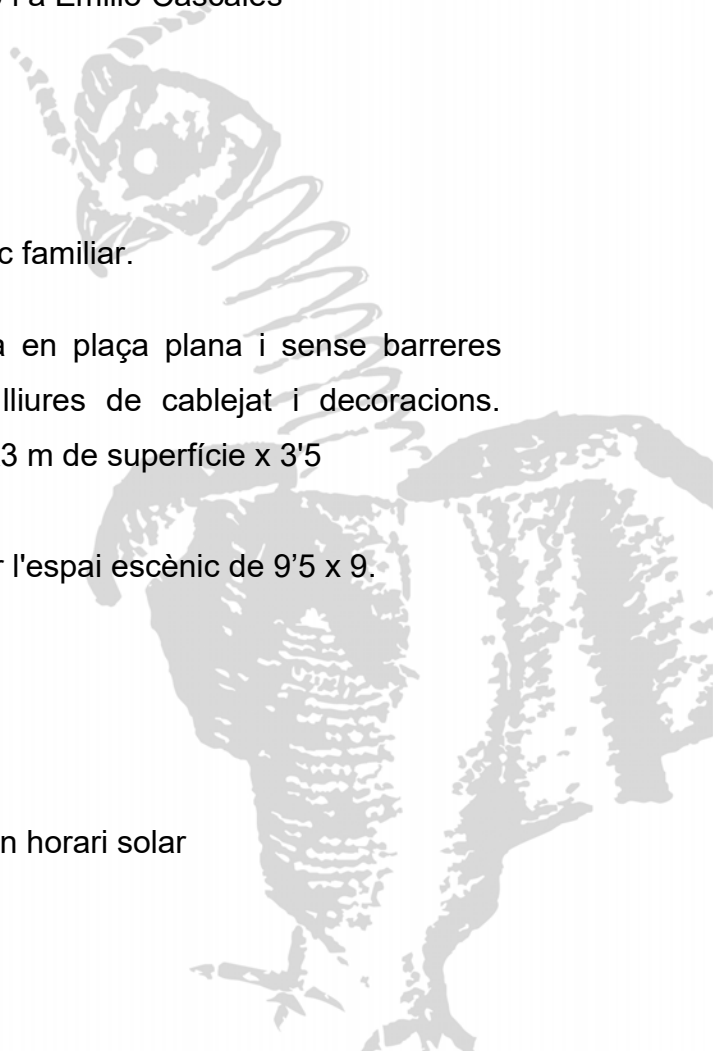 i a Emilio Cascales
c familiar.
a en plaça plana i sense barreres
lliures de cablejat i decoracions.
3 m de superfície x 3'5
r l'espai escènic de 9’5 x 9.
n horari solar